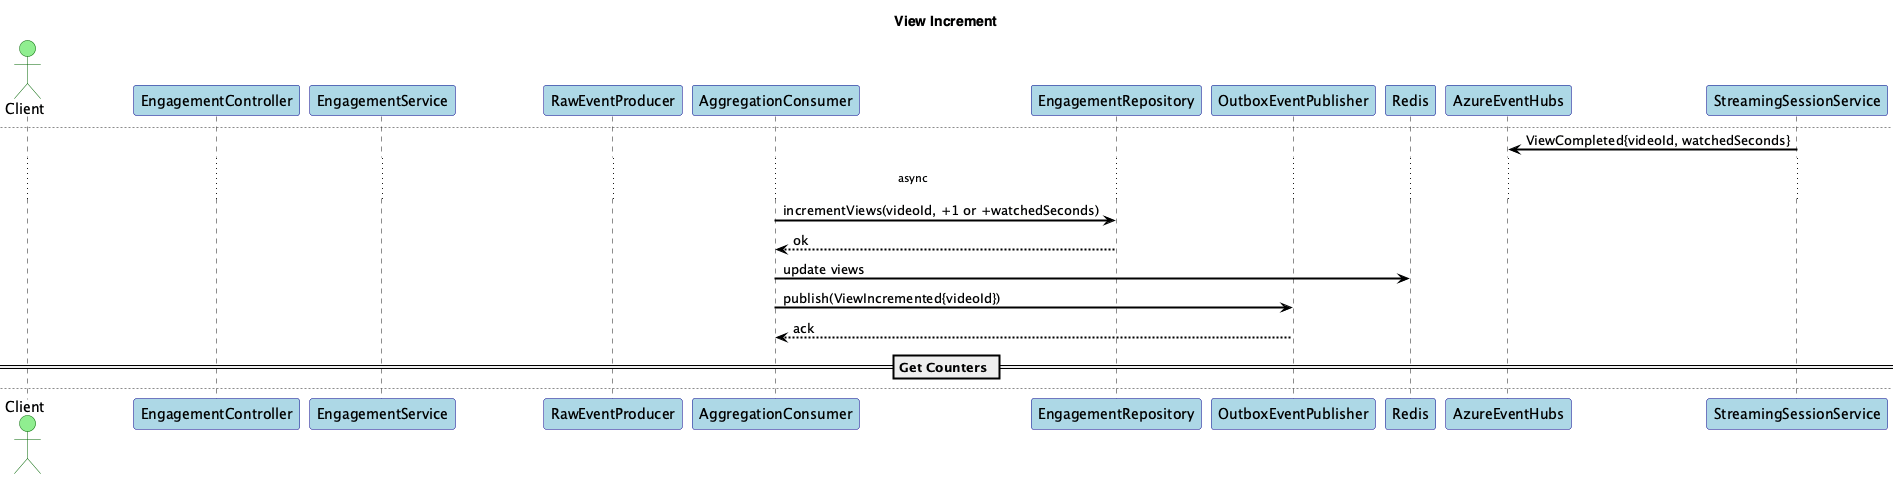 View Increment
Client
EngagementController
EngagementService
RawEventProducer
AggregationConsumer
EngagementRepository
OutboxEventPublisher
Redis
AzureEventHubs
StreamingSessionService
ViewCompleted{videoId, watchedSeconds}
async
incrementViews(videoId, +1 or +watchedSeconds)
ok
update views
publish(ViewIncremented{videoId})
ack
Get Counters
Client
EngagementController
EngagementService
RawEventProducer
AggregationConsumer
EngagementRepository
OutboxEventPublisher
Redis
AzureEventHubs
StreamingSessionService